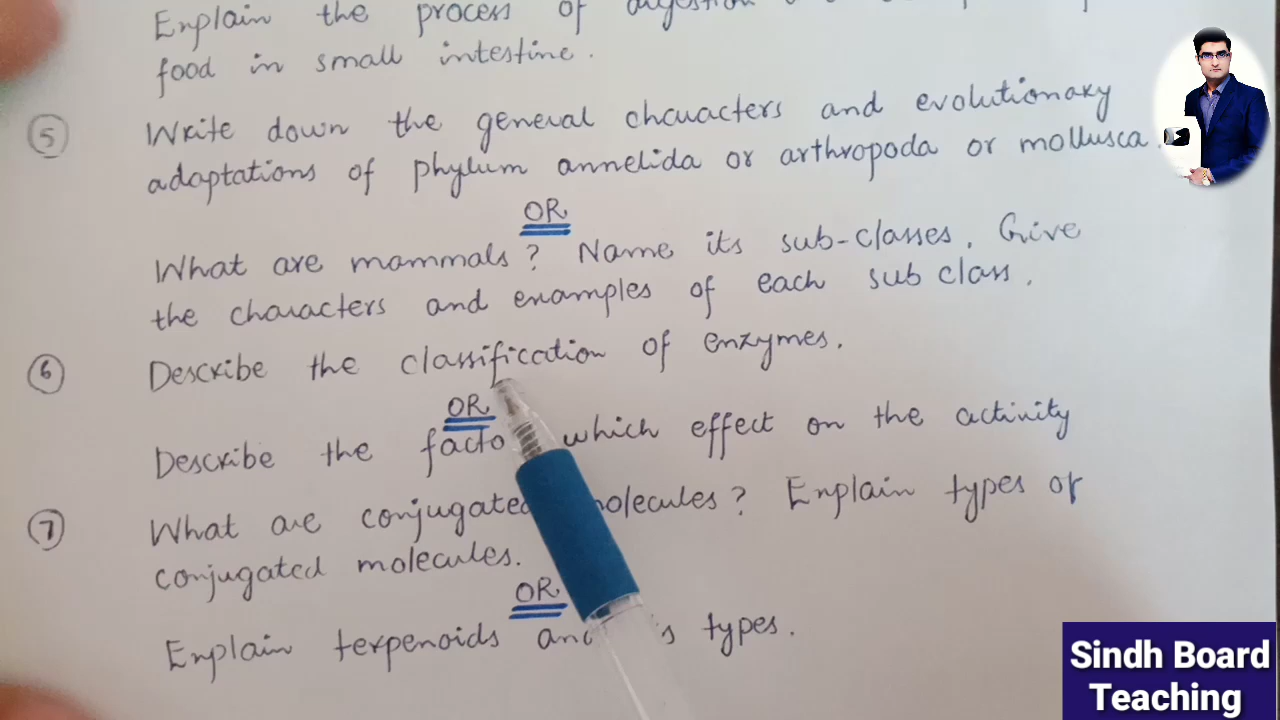 Explain the process of digestion
food in small intestine.
5 Write down the general characters and evolutionary
adaptations of phylum annelida or arthropoda or mollusca.
OR
What are mammals? Name its sub-classes. Give
the characters and examples of each sub class.
6 Describe the classification of enzymes.
OR
Describe the facto which effect on the activity
7 What are conjugated molecules? Explain types of
conjugated molecules.
OR
Explain terpenoids and types.
Sindh Board
Teaching